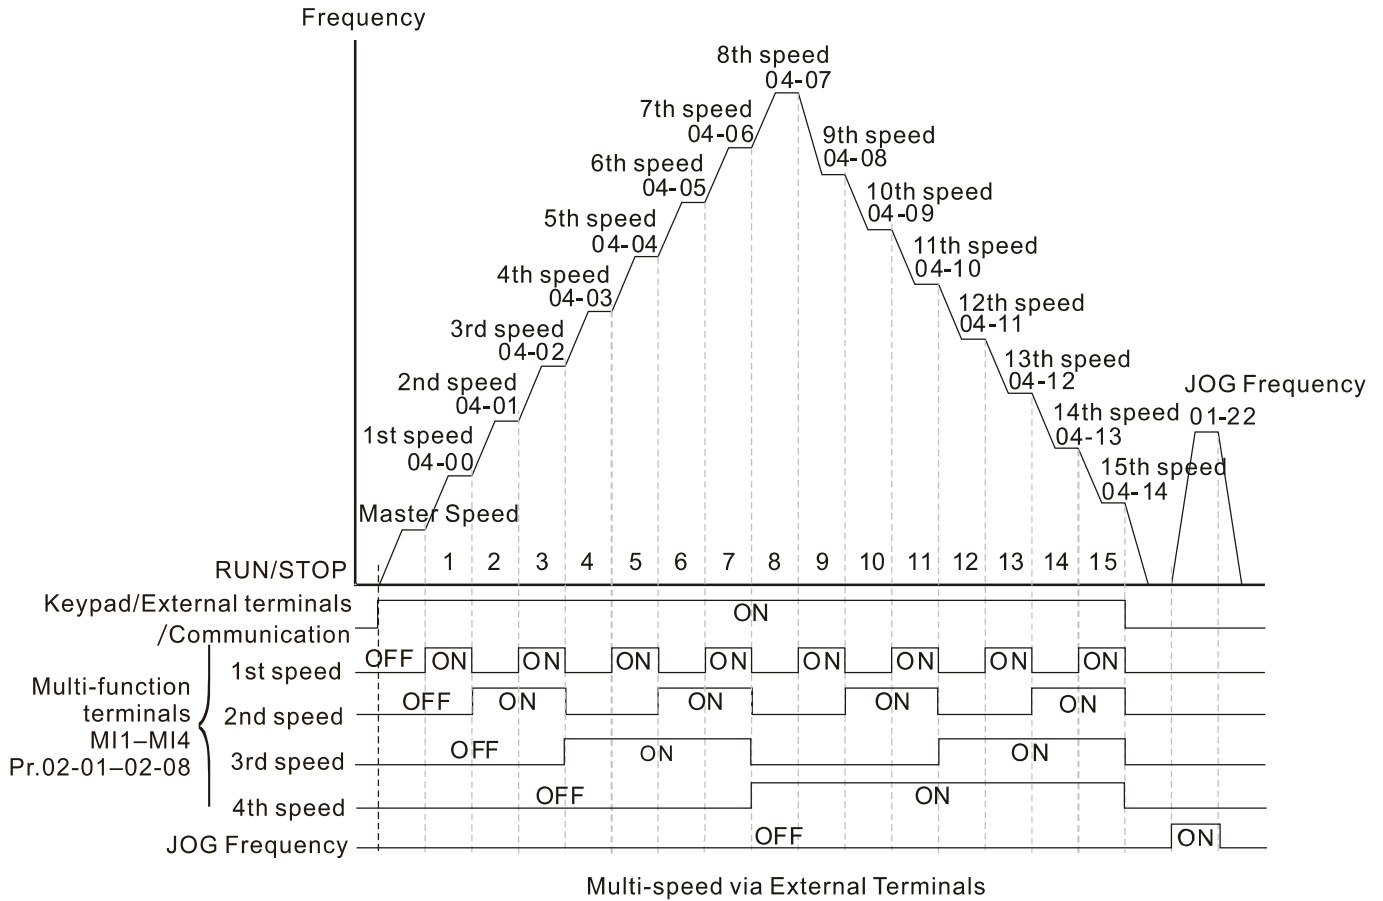 Frequency
8th speed
04-07
7th speed
04-06
9th speed
04-08
6th speed
04-05
10th speed
04-09
5th speed
04-04
11th speed
04-10
4th speed
04-03
12th speed
04-11
3rd speed
04-02
13th speed
04-12
2nd speed
04-01
JOG Frequency
01-22
14th speed
04-13
1st speed
04-00
15th speed
04-14
Master Speed
RUN/STOP
1 2 3 4 5 6 7 8 9 10 11 12 13 14 15
Keypad/External terminals
/Communication
ON
Multi-function
terminals
MI1–MI4
Pr.02-01–02-08
1st speed OFF ON ON ON ON ON ON ON ON
2nd speed OFF ON ON ON ON
3rd speed OFF ON ON
4th speed OFF ON
JOG Frequency OFF ON
Multi-speed via External Terminals